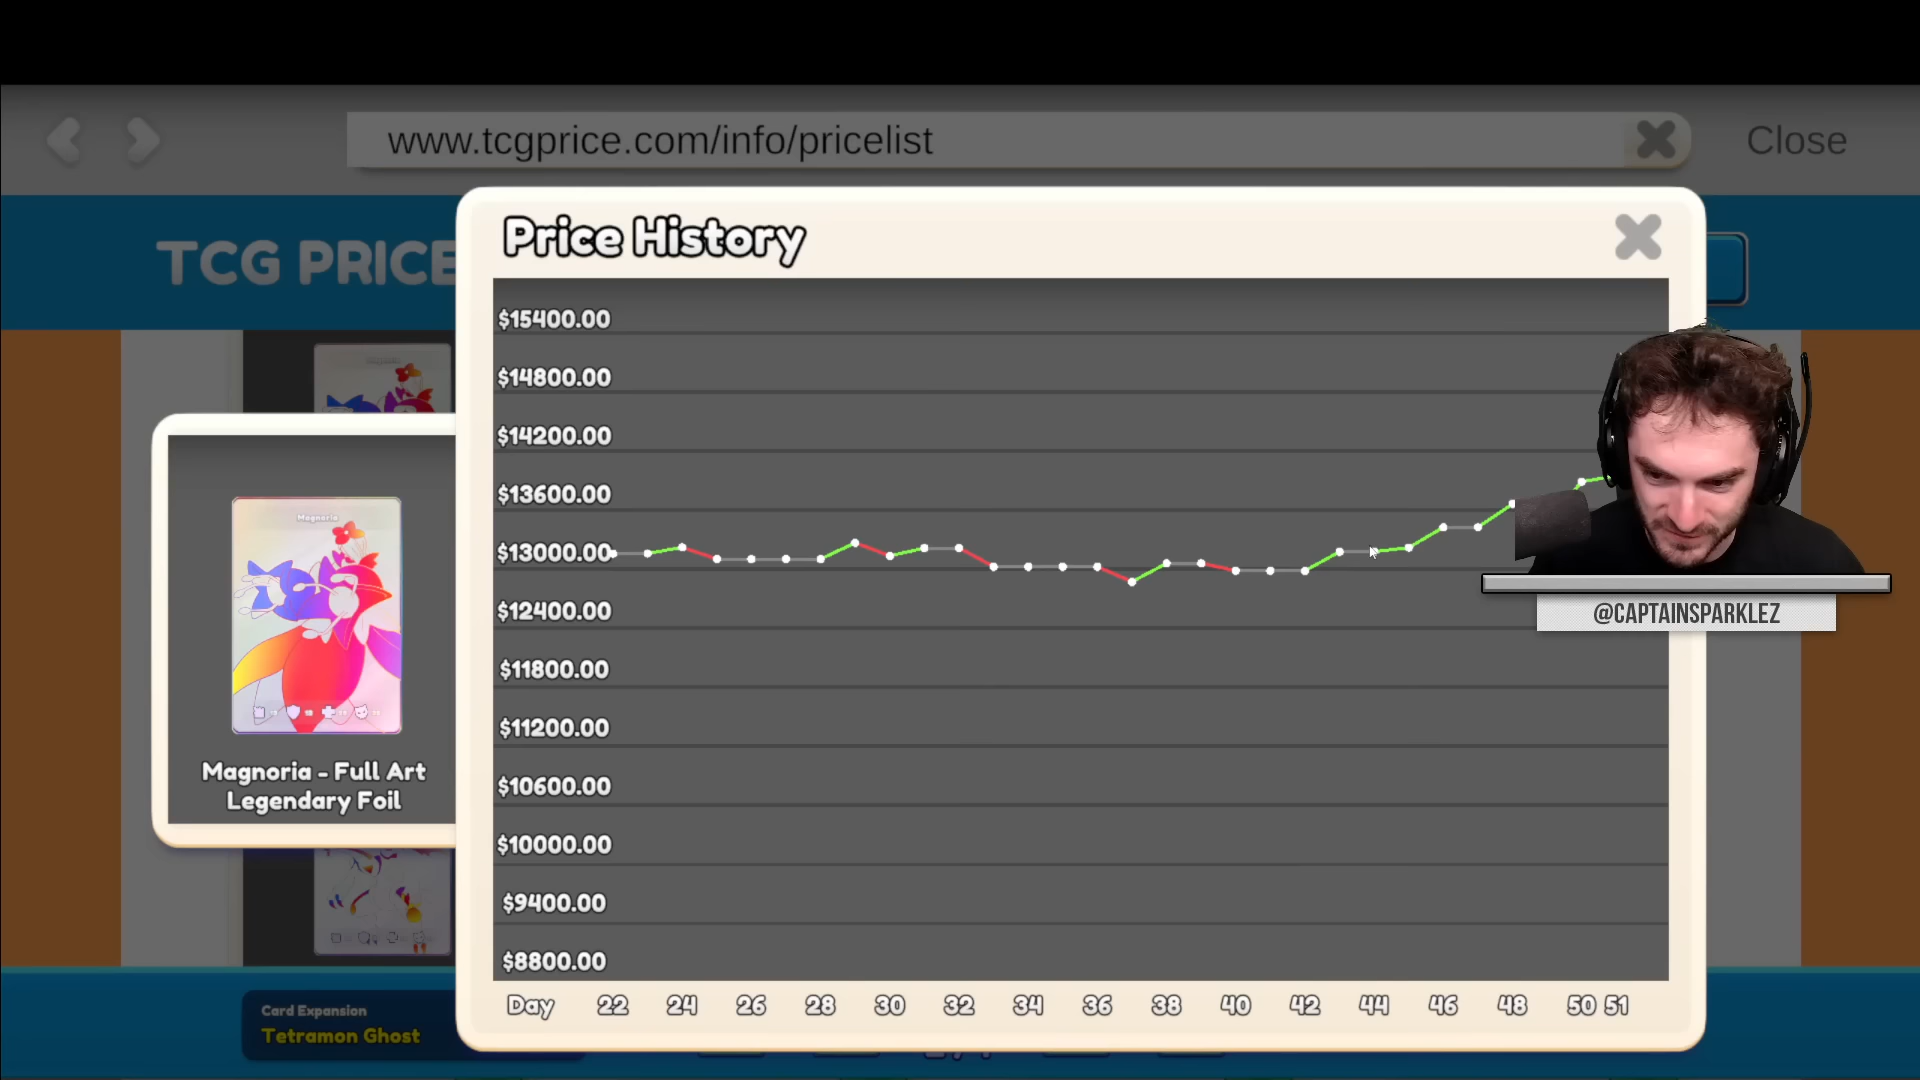 www.tcgprice.com/info/pricelist
Close
TCG PRICE
Price History
$15400.00
$14800.00
$14200.00
$13600.00
$13000.00
$12400.00
$11800.00
$11200.00
$10600.00
$10000.00
$9400.00
$8800.00
Day 22 24 26 28 30 32 34 36 38 40 42 44 46 48 50 51
Magnoria
Magnoria - Full Art
Legendary Foil
@CAPTAINSPARKLEZ
Card Expansion
Tetramon Ghost